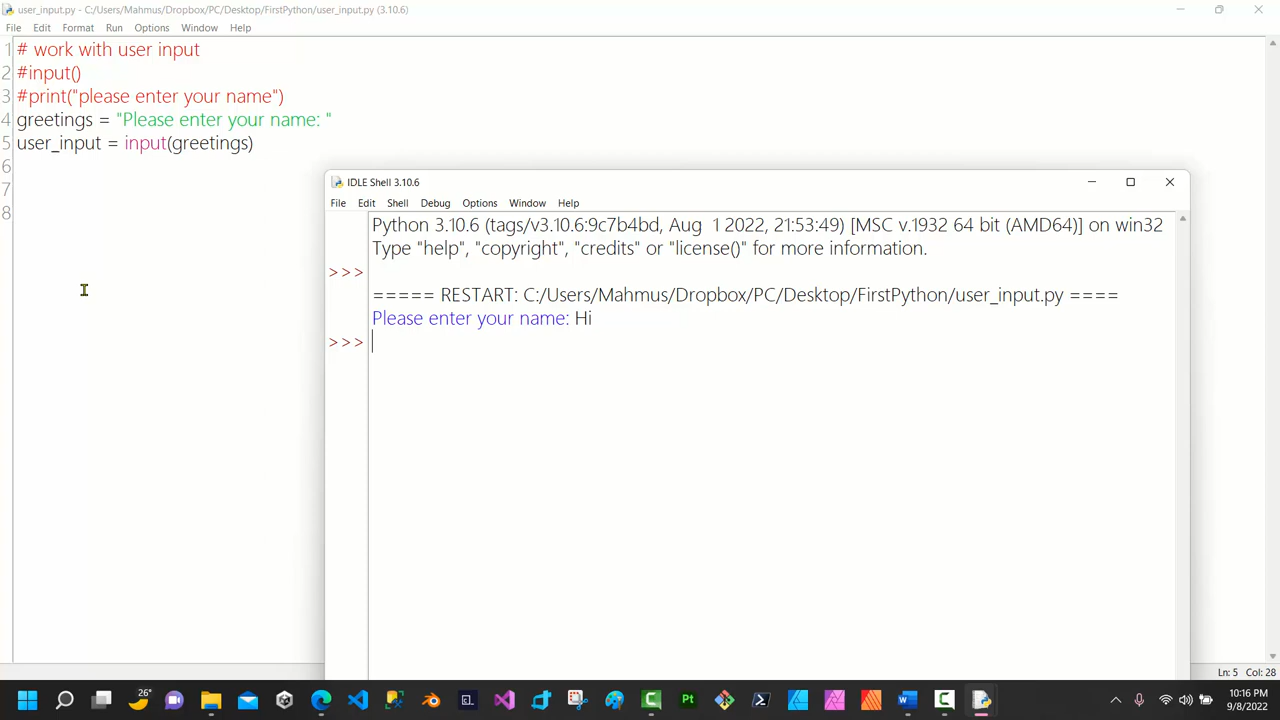 user_input.py - C:/Users/Mahmus/Dropbox/PC/Desktop/FirstPython/user_input.py (3.10.6)
File Edit Format Run Options Window Help
1 # work with user input
2 #input()
3 #print("please enter your name")
4 greetings = "Please enter your name: "
5 user_input = input(greetings)
6
7
8
IDLE Shell 3.10.6
File Edit Shell Debug Options Window Help
Python 3.10.6 (tags/v3.10.6:9c7b4bd, Aug  1 2022, 21:53:49) [MSC v.1932 64 bit (AMD64)] on win32
Type "help", "copyright", "credits" or "license()" for more information.
>>>
===== RESTART: C:/Users/Mahmus/Dropbox/PC/Desktop/FirstPython/user_input.py ====
Please enter your name: Hi
>>>
Ln: 5 Col: 28
26°
Pt
10:16 PM
9/8/2022